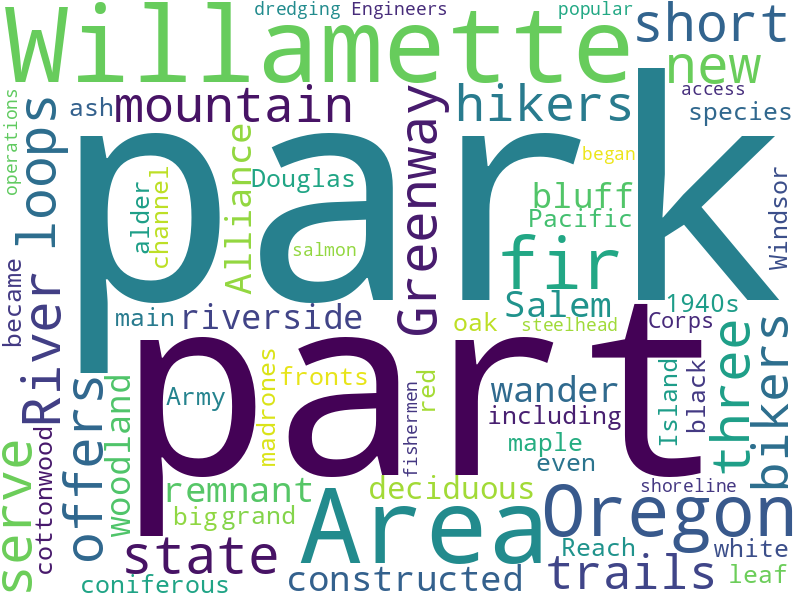 dredging Engineers popular
Willamette short
new
operations ash mountain hikers access
species
park
began
loops
Alliance
Greenway
Douglas
alder
channel
bluff
Pacific
Windsor
salmon
fir
became
River
main riverside
Salem
oak steelhead
1940s
Corps
part
three
bikers
fronts
madrones
Army
red
fishermen
wander
including
Island
black
offers
woodland
cottonwood
maple
even
serve
remnant
big grand
deciduous
Area
shoreline
Oregon
state
Reach white
coniferous
constructed
trails leaf